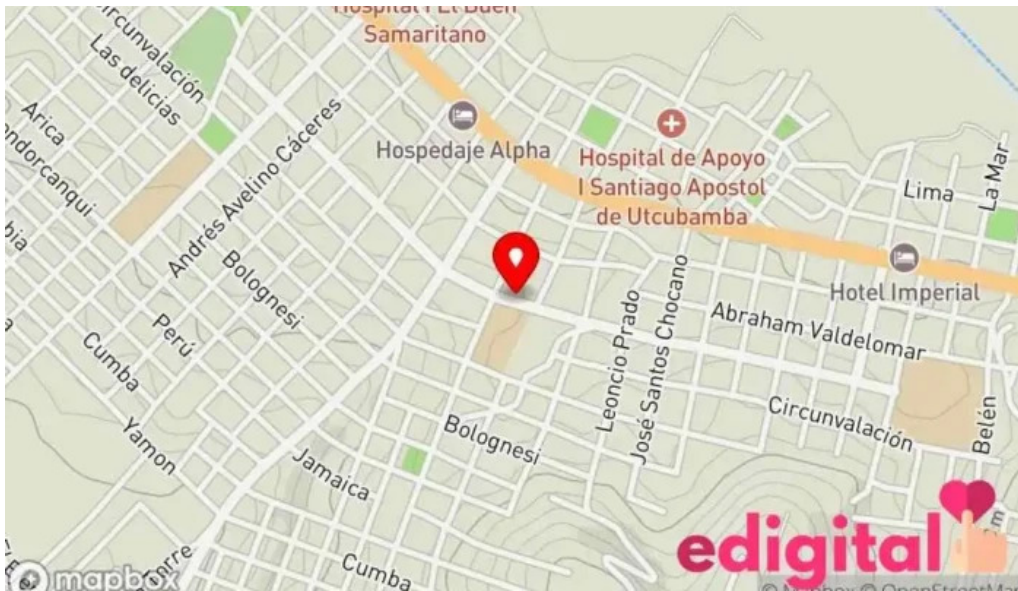 Hospital I El Buen
Samaritano
Circunvalación
Las delicias
Arica
Condorcanqui
Andrés Avelino Cáceres
Hospedaje Alpha
Hospital de Apoyo
I Santiago Apostol
de Utcubamba
Lima
La Mar
Hotel Imperial
Bolognesi
Perú
Cumba
Yamon
Leoncio Prado
José Santos Chocano
Abraham Valdelomar
Circunvalación
Belén
Bolognesi
Jamaica
Cumba
Torre
edigital
mapbox
© Mapbox © OpenStreetMap